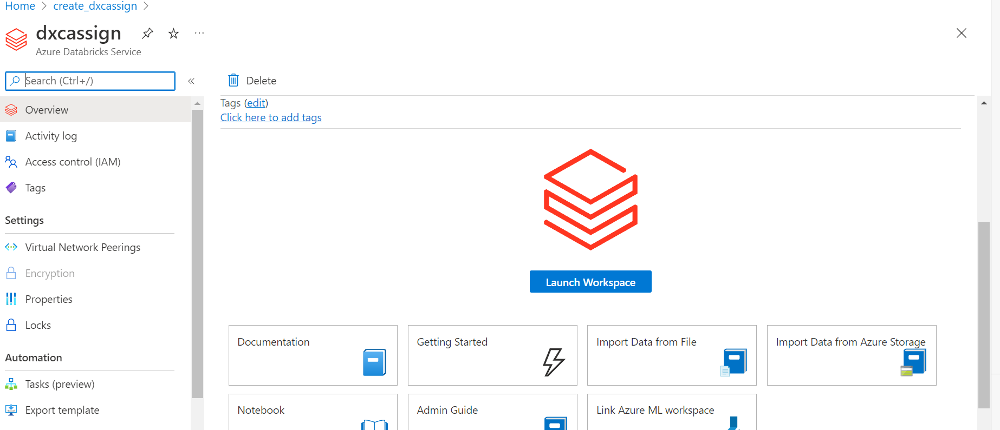 Home > create_dxcassign >
dxcassign
Azure Databricks Service
Search (Ctrl+/)
«
Overview
Activity log
Access control (IAM)
Tags
Settings
Virtual Network Peerings
Encryption
Properties
Locks
Automation
Tasks (preview)
Export template
Delete
Tags (edit)
Click here to add tags
Launch Workspace
Documentation
Getting Started
Import Data from File
Import Data from Azure Storage
Notebook
Admin Guide
Link Azure ML workspace